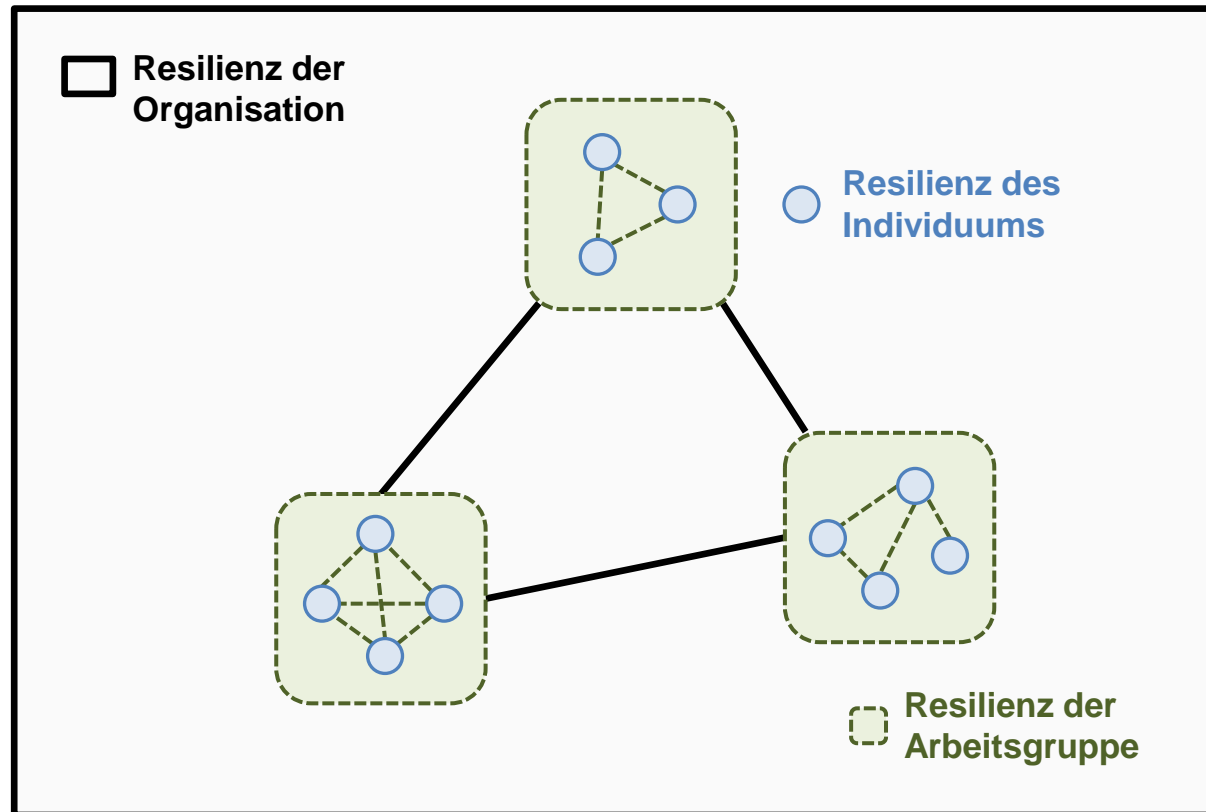 Resilienz der
Organisation
Resilienz des
Individuums
Resilienz der
Arbeitsgruppe